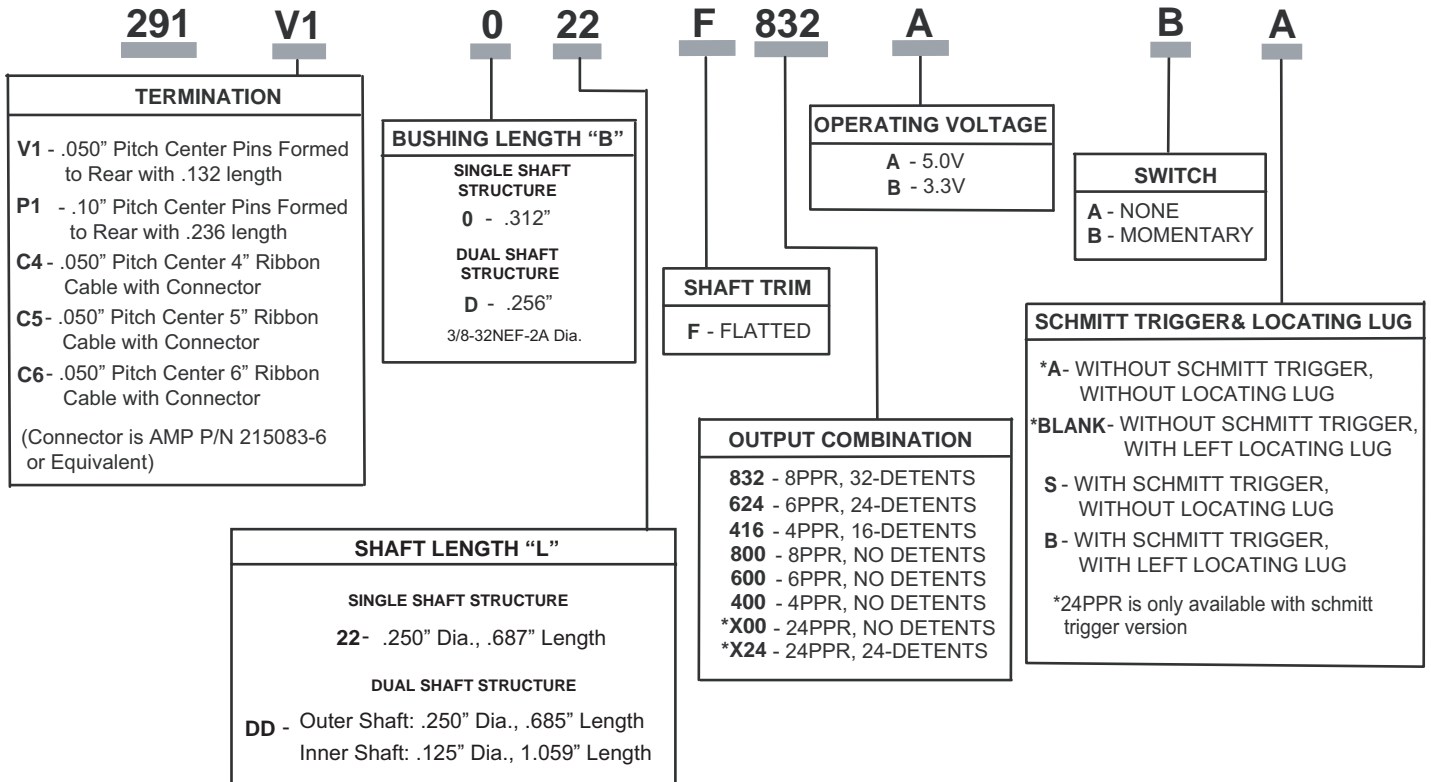 291 V1 0 22 F 832 A B A
TERMINATION
V1 - .050” Pitch Center Pins Formed
to Rear with .132 length
P1 - .10” Pitch Center Pins Formed
to Rear with .236 length
C4 - .050” Pitch Center 4” Ribbon
Cable with Connector
C5 - .050” Pitch Center 5” Ribbon
Cable with Connector
C6 - .050” Pitch Center 6” Ribbon
Cable with Connector
(Connector is AMP P/N 215083-6
or Equivalent)
BUSHING LENGTH “B”
SINGLE SHAFT
STRUCTURE
0 - .312”
DUAL SHAFT
STRUCTURE
D - .256”
3/8-32NEF-2A Dia.
SHAFT LENGTH “L”
SINGLE SHAFT STRUCTURE
22- .250” Dia., .687” Length
DUAL SHAFT STRUCTURE
DD - Outer Shaft: .250” Dia., .685” Length
Inner Shaft: .125” Dia., 1.059” Length
SHAFT TRIM
F - FLATTED
OUTPUT COMBINATION
832 - 8PPR, 32-DETENTS
624 - 6PPR, 24-DETENTS
416 - 4PPR, 16-DETENTS
800 - 8PPR, NO DETENTS
600 - 6PPR, NO DETENTS
400 - 4PPR, NO DETENTS
*X00 - 24PPR, NO DETENTS
*X24 - 24PPR, 24-DETENTS
OPERATING VOLTAGE
A - 5.0V
B - 3.3V
SWITCH
A - NONE
B - MOMENTARY
SCHMITT TRIGGER& LOCATING LUG
*A- WITHOUT SCHMITT TRIGGER,
WITHOUT LOCATING LUG
*BLANK- WITHOUT SCHMITT TRIGGER,
WITH LEFT LOCATING LUG
S - WITH SCHMITT TRIGGER,
WITHOUT LOCATING LUG
B - WITH SCHMITT TRIGGER,
WITH LEFT LOCATING LUG
*24PPR is only available with schmitt
trigger version